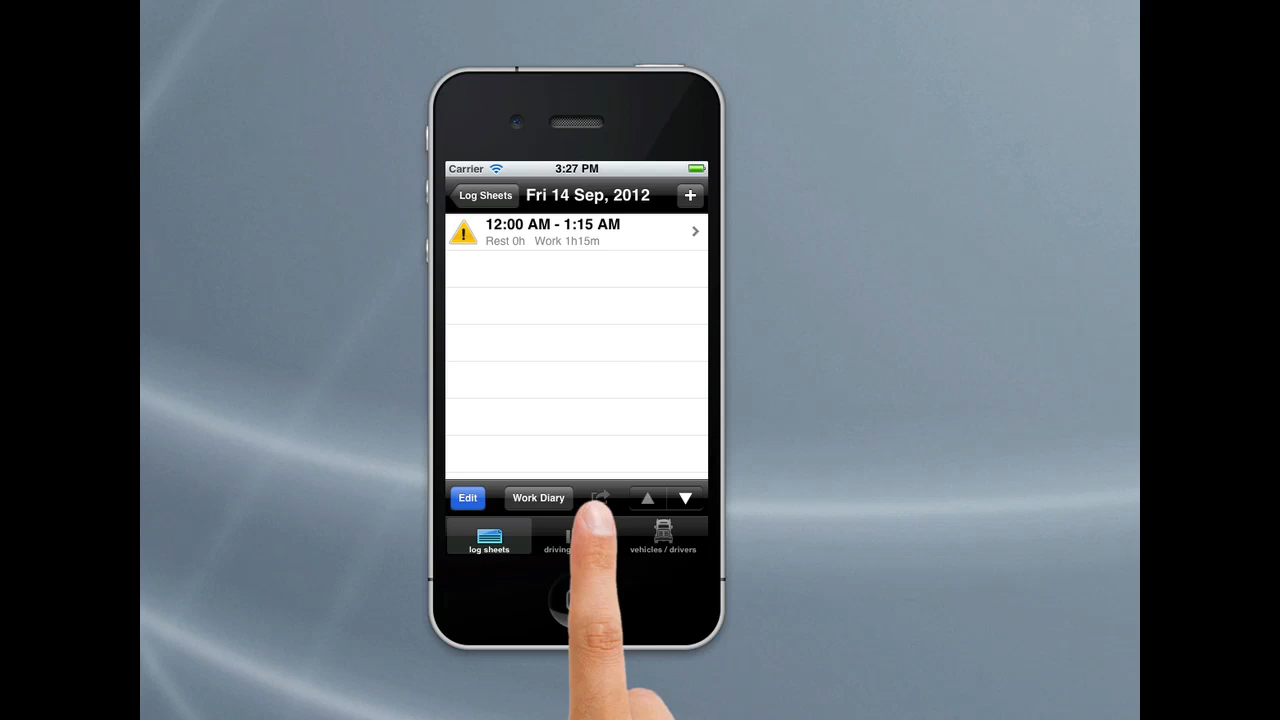 Carrier 3:27 PM
Log Sheets Fri 14 Sep, 2012 +
12:00 AM - 1:15 AM
Rest 0h Work 1h15m
Edit Work Diary
log sheets driving vehicles / drivers